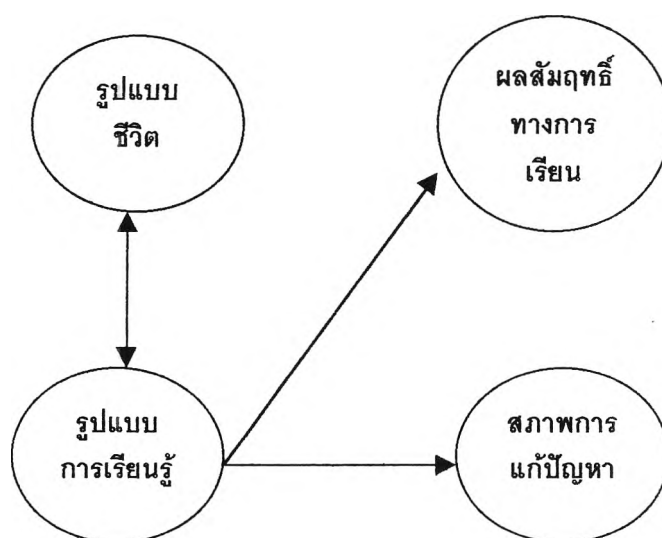 รูปแบบ
ชีวิต
ผลสัมฤทธิ์
ทางการ
เรียน
รูปแบบ
การเรียนรู้
สภาพการ
แก้ปัญหา